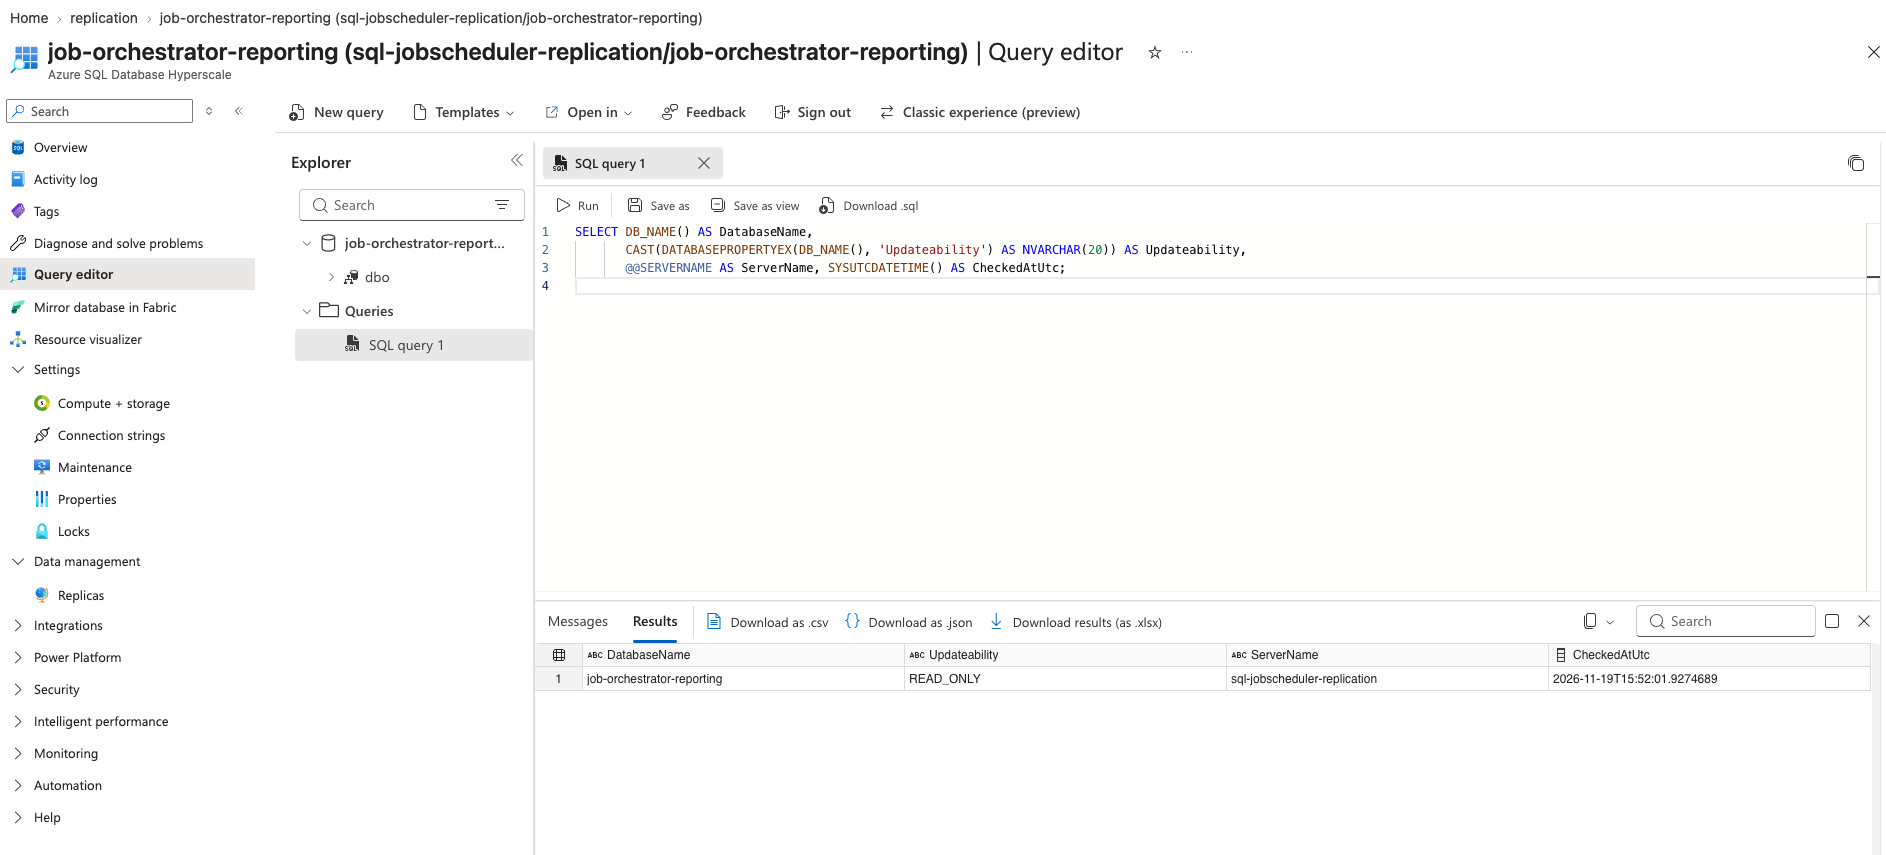 Home > replication > job-orchestrator-reporting (sql-jobscheduler-replication/job-orchestrator-reporting)
job-orchestrator-reporting (sql-jobscheduler-replication/job-orchestrator-reporting) | Query editor
Azure SQL Database Hyperscale
Search
Overview
Activity log
Tags
Diagnose and solve problems
Query editor
Mirror database in Fabric
Resource visualizer
Settings
Compute + storage
Connection strings
Maintenance
Properties
Locks
Data management
Replicas
Integrations
Power Platform
Security
Intelligent performance
Monitoring
Automation
Help
New query Templates Open in Feedback Sign out Classic experience (preview)
Explorer
Search
job-orchestrator-report...
dbo
Queries
SQL query 1
SQL query 1
Run Save as Save as view Download .sql
1 SELECT DB_NAME() AS DatabaseName,
2 CAST(DATABASEPROPERTYEX(DB_NAME(), 'Updateability') AS NVARCHAR(20)) AS Updateability,
3 @@SERVERNAME AS ServerName, SYSUTCDATETIME() AS CheckedAtUtc;
4
Messages Results Download as .csv Download as .json Download results (as .xlsx) Search
ABC DatabaseName ABC Updateability ABC ServerName CheckedAtUtc
1 job-orchestrator-reporting READ_ONLY sql-jobscheduler-replication 2026-11-19T15:52:01.9274689